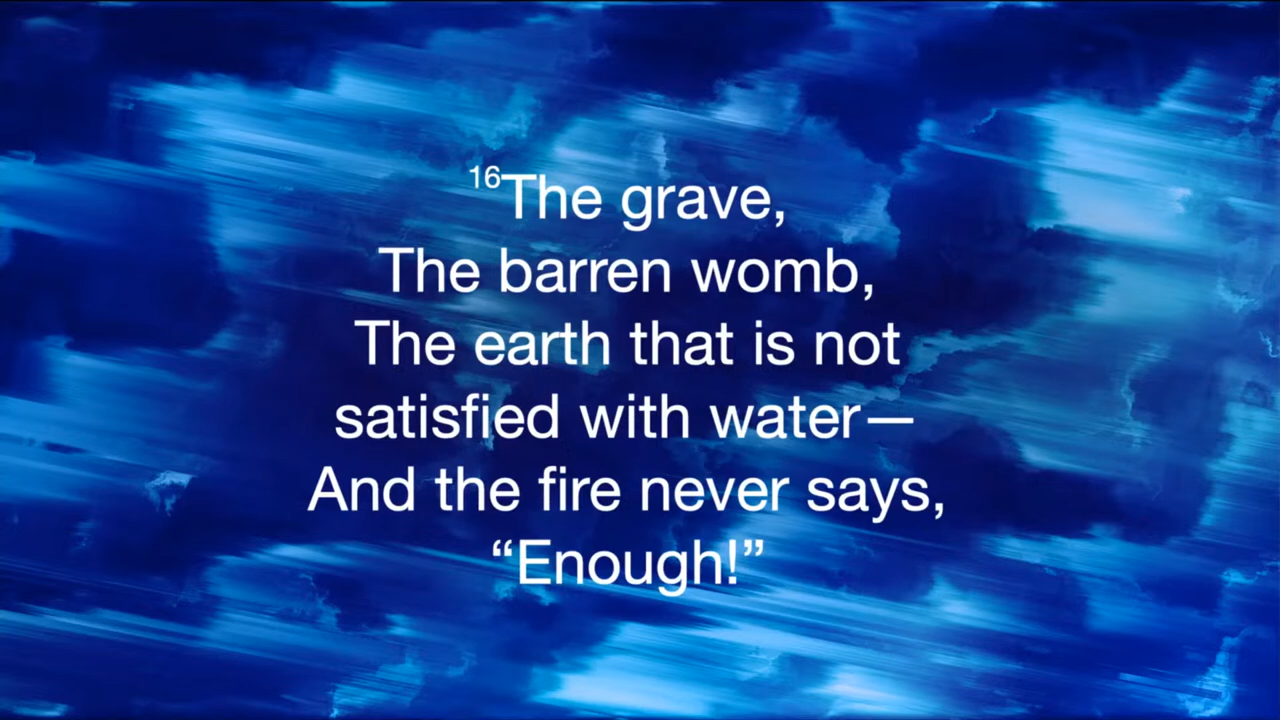 16The grave,
The barren womb,
The earth that is not
satisfied with water—
And the fire never says,
“Enough!”